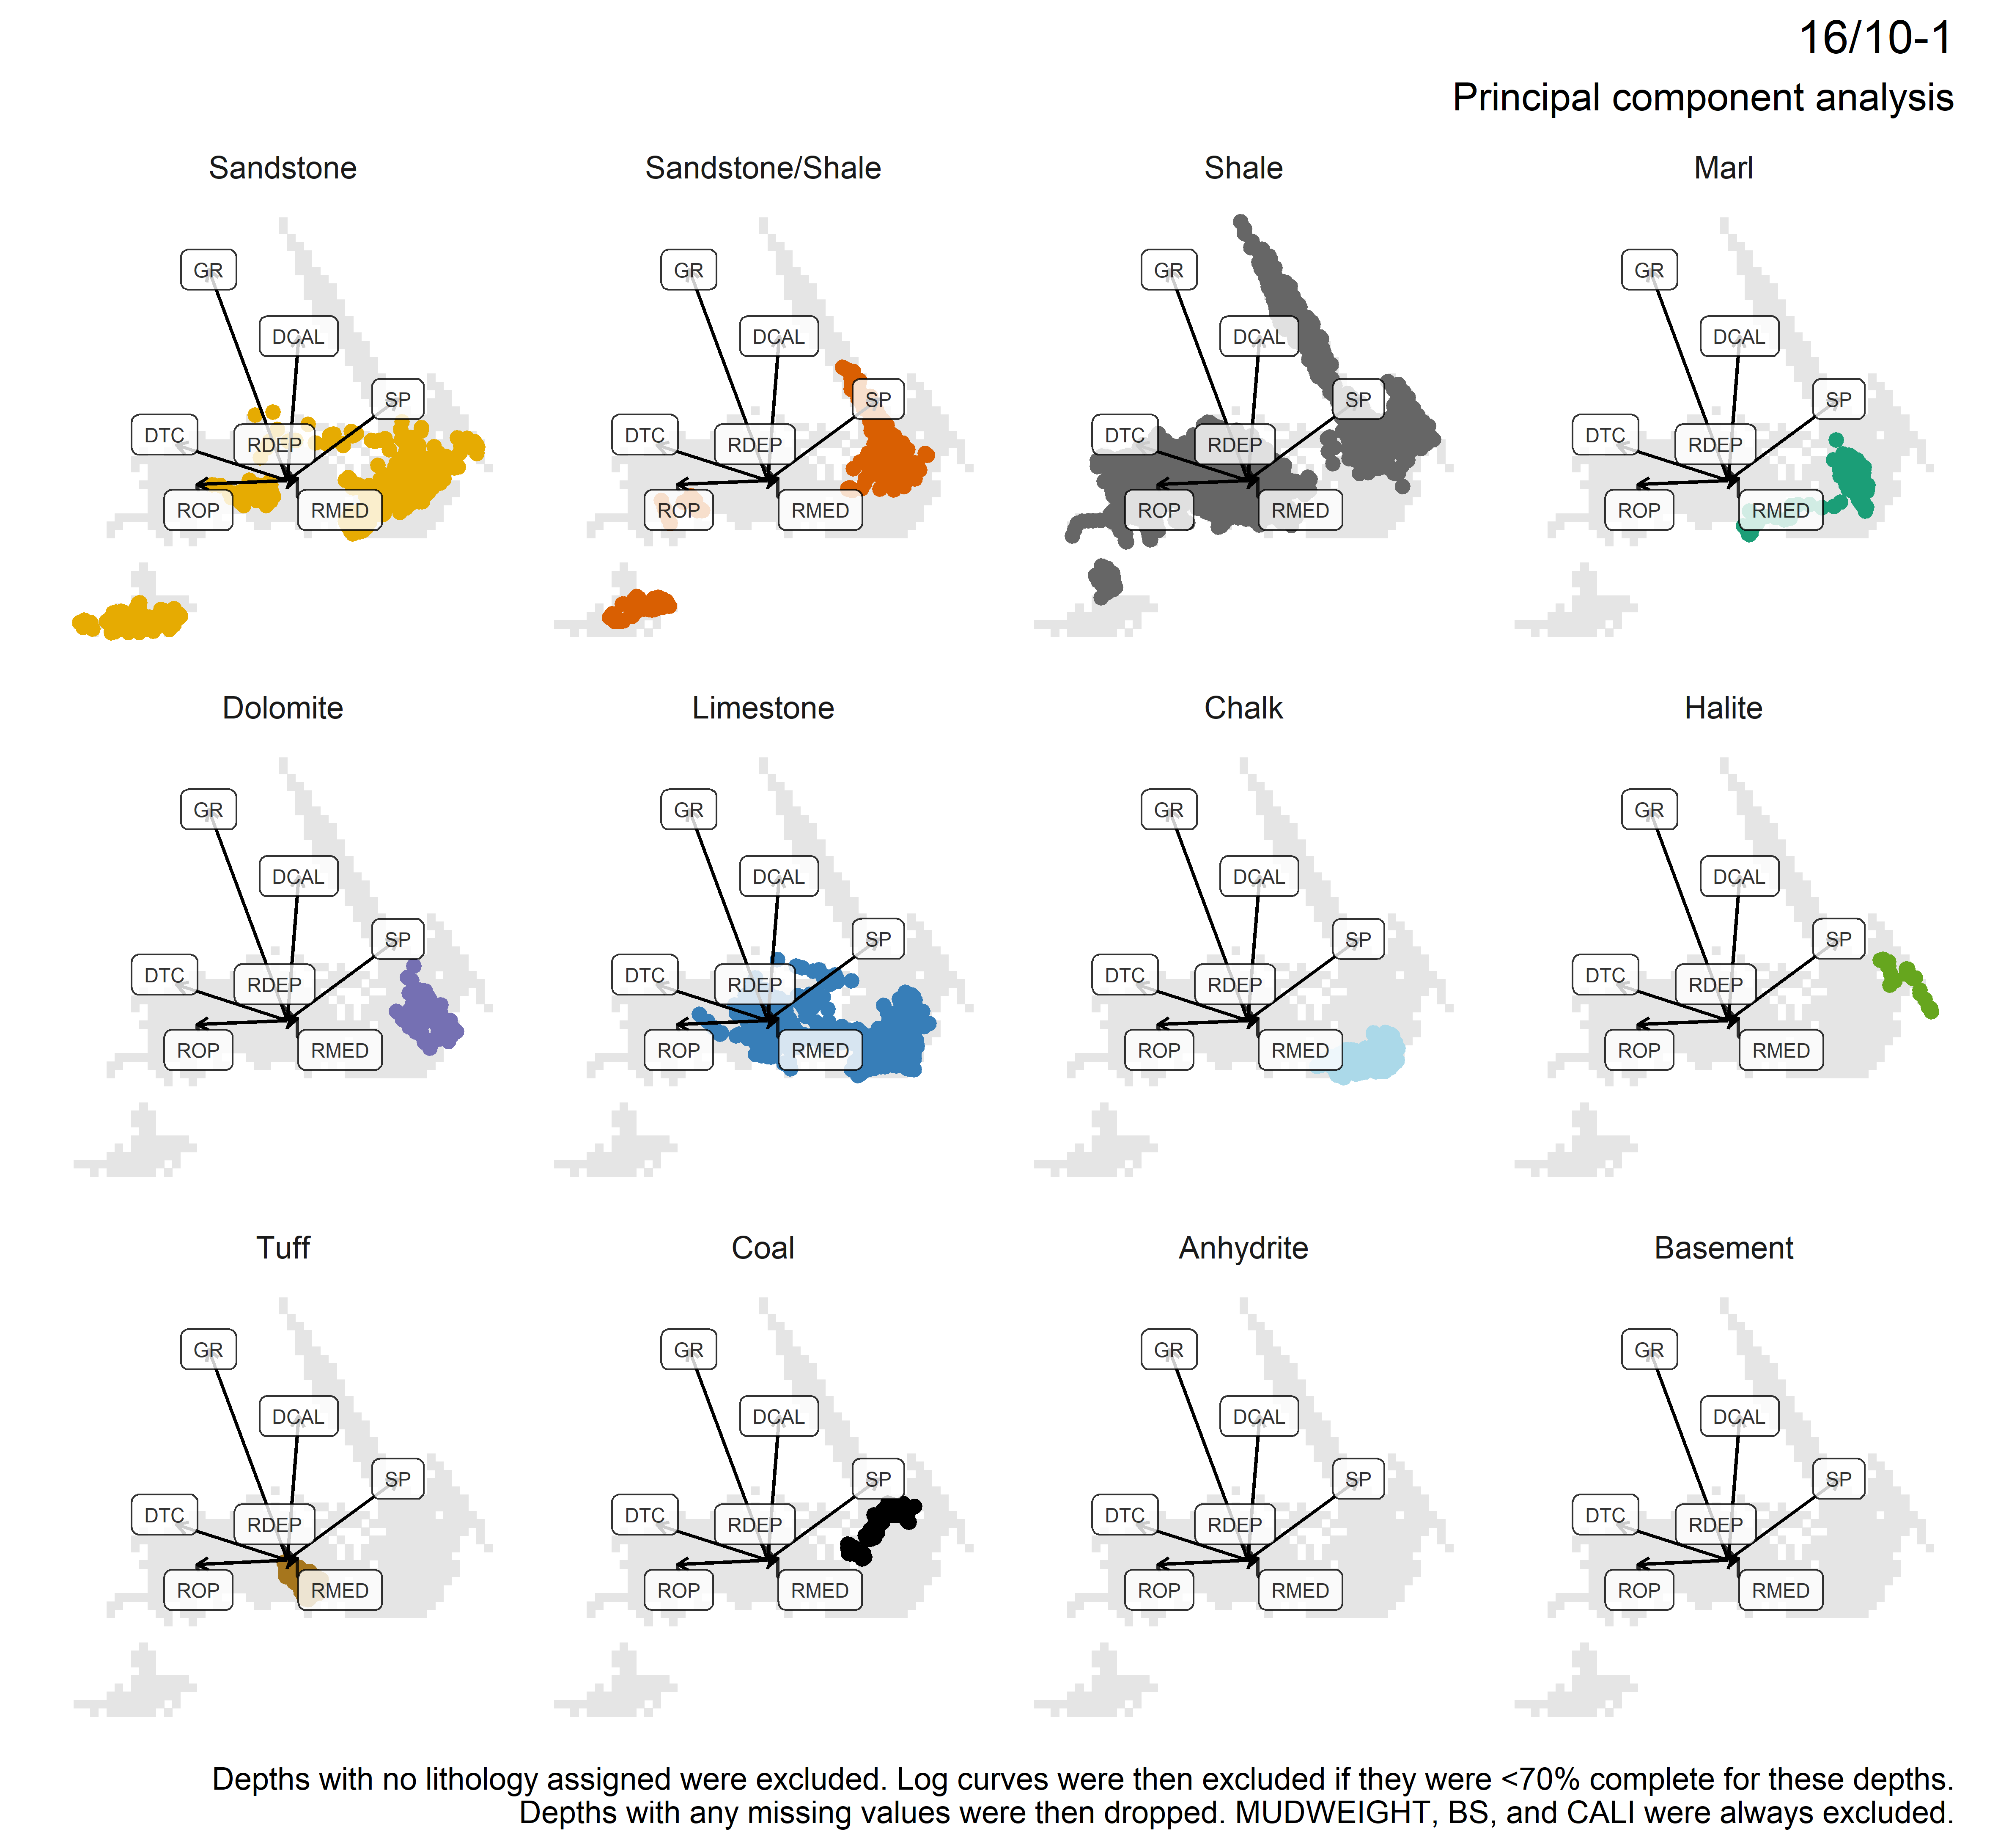 16/10-1
Principal component analysis
Sandstone
Sandstone/Shale
Shale
Marl
GR
DCAL
SP
DTC
RDEP
ROP
RMED
GR
DCAL
SP
DTC
RDEP
ROP
RMED
GR
DCAL
SP
DTC
RDEP
ROP
RMED
GR
DCAL
SP
DTC
RDEP
ROP
RMED
Dolomite
Limestone
Chalk
Halite
GR
DCAL
SP
DTC
RDEP
ROP
RMED
GR
DCAL
SP
DTC
RDEP
ROP
RMED
GR
DCAL
SP
DTC
RDEP
ROP
RMED
GR
DCAL
SP
DTC
RDEP
ROP
RMED
Tuff
Coal
Anhydrite
Basement
GR
DCAL
SP
DTC
RDEP
ROP
RMED
GR
DCAL
SP
DTC
RDEP
ROP
RMED
GR
DCAL
SP
DTC
RDEP
ROP
RMED
GR
DCAL
SP
DTC
RDEP
ROP
RMED
Depths with no lithology assigned were excluded. Log curves were then excluded if they were <70% complete for these depths.
Depths with any missing values were then dropped. MUDWEIGHT, BS, and CALI were always excluded.